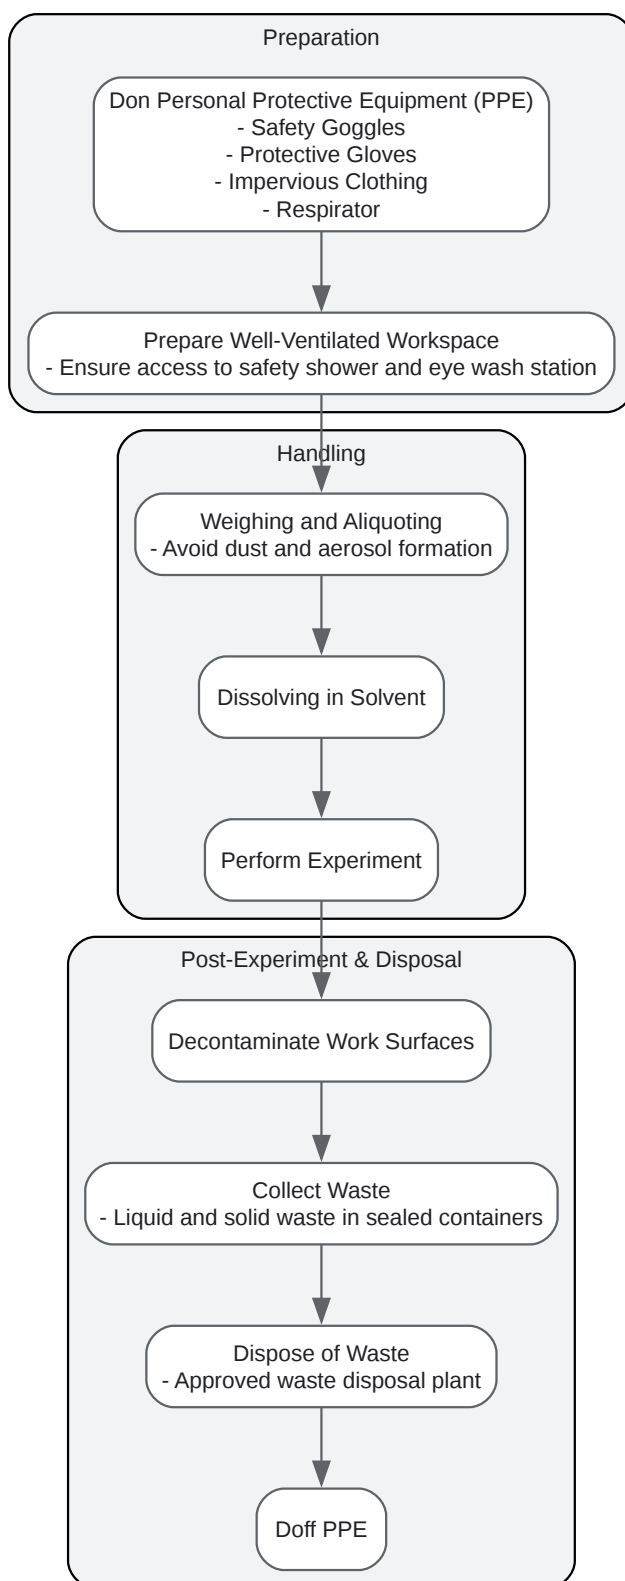 Preparation
Don Personal Protective Equipment (PPE)
- Safety Goggles
- Protective Gloves
- Impervious Clothing
- Respirator
Prepare Well-Ventilated Workspace
- Ensure access to safety shower and eye wash station
Handling
Weighing and Aliquoting
- Avoid dust and aerosol formation
Dissolving in Solvent
Perform Experiment
Post-Experiment & Disposal
Decontaminate Work Surfaces
Collect Waste
- Liquid and solid waste in sealed containers
Dispose of Waste
- Approved waste disposal plant
Doff PPE